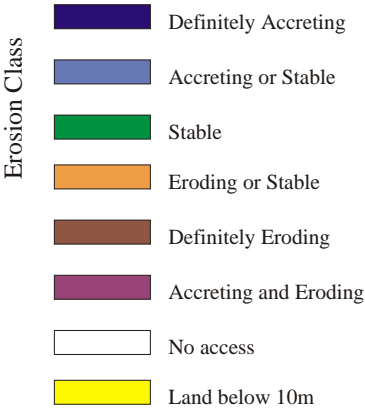 Erosion Class
Definitely Accreting
Accreting or Stable
Stable
Eroding or Stable
Definitely Eroding
Accreting and Eroding
No access
Land below 10m